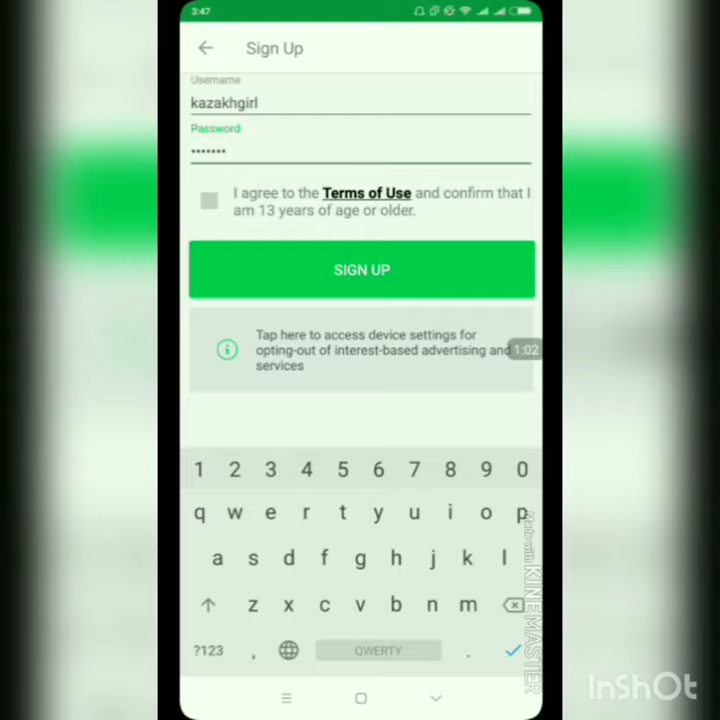 3:47
Sign Up
Username
kazakhgirl
Password
•••••••
I agree to the Terms of Use and confirm that I
am 13 years of age or older.
SIGN UP
Tap here to access device settings for
opting-out of interest-based advertising and
services
1:02
1 2 3 4 5 6 7 8 9 0
q w e r t y u i o p
a s d f g h j k l
z x c v b n m
?123 , QWERTY .
Made with KINEMASTER
InShOt